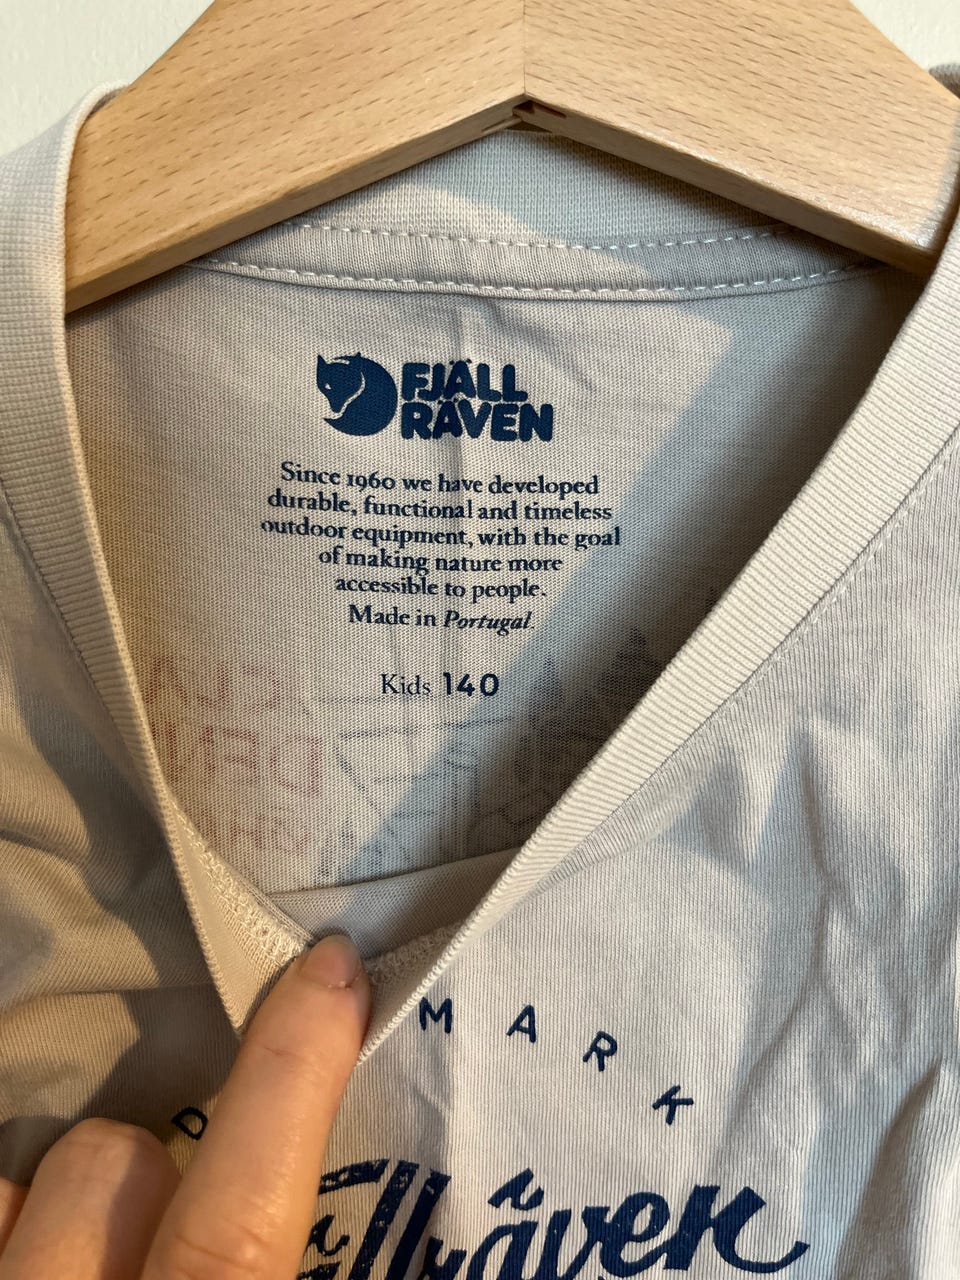 FJÄLL
RÄVEN
Since 1960 we have developed
durable, functional and timeless
outdoor equipment, with the goal
of making nature more
accessible to people.
Made in Portugal
Kids 140
D MARK